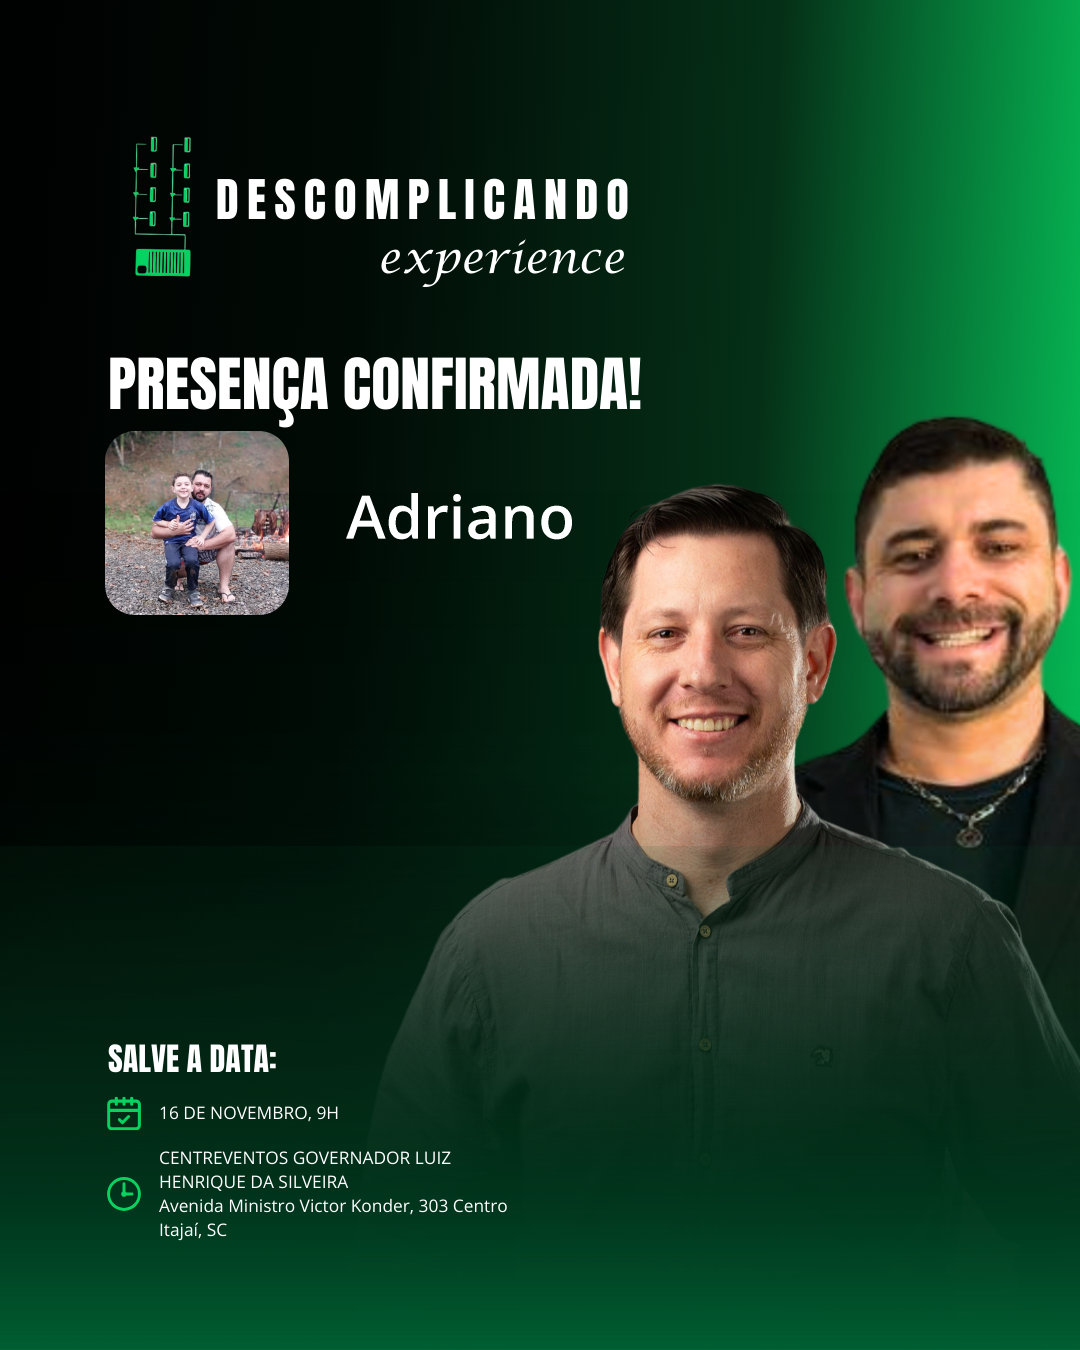 DESCOMPLICANDO
experience
PRESENÇA CONFIRMADA!
Adriano
SALVE A DATA:
16 DE NOVEMBRO, 9H
CENTREVENTOS GOVERNADOR LUIZ
HENRIQUE DA SILVEIRA
Avenida Ministro Victor Konder, 303 Centro
Itajaí, SC